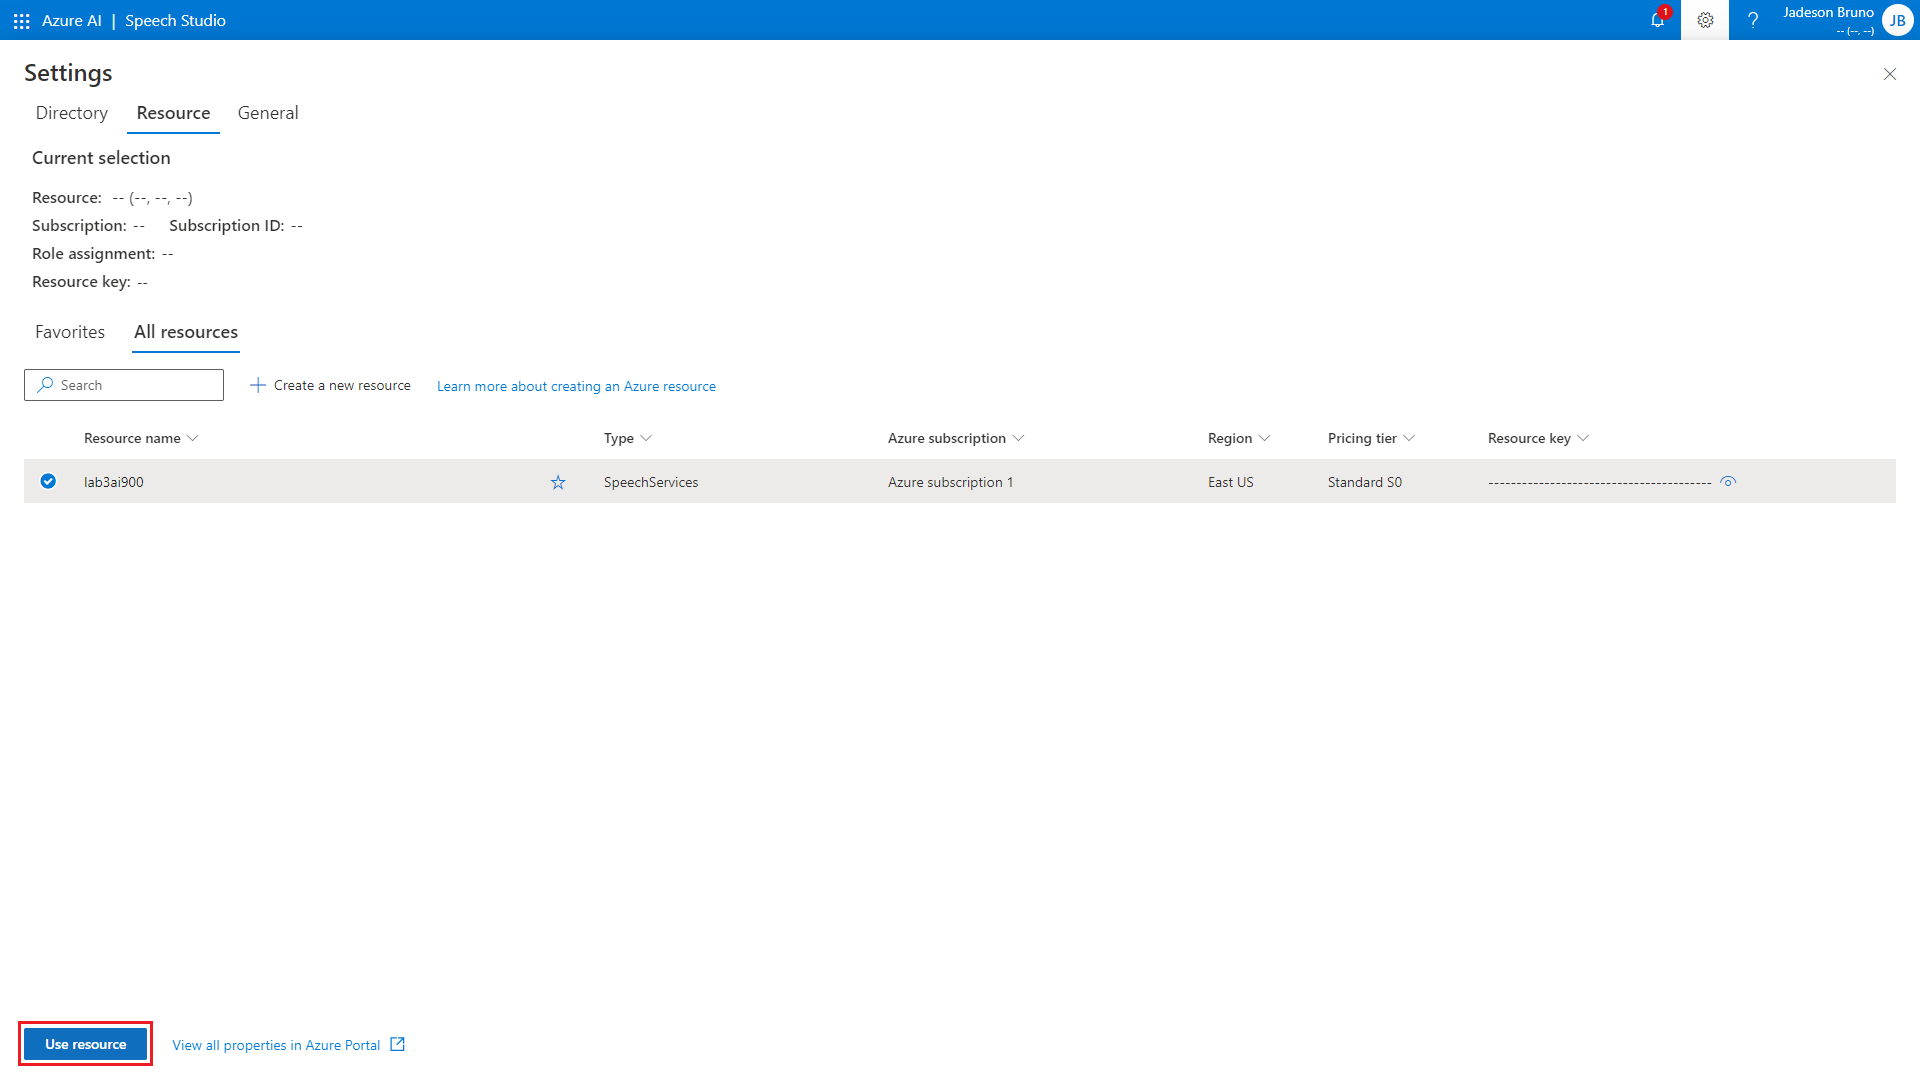 Azure AI | Speech Studio
1
?
Jadeson Bruno
-- (--, --)
JB
Settings
Directory Resource General
Current selection
Resource: -- (--, --, --)
Subscription: -- Subscription ID: --
Role assignment: --
Resource key: --
Favorites All resources
Search
Create a new resource
Learn more about creating an Azure resource
Resource name Type Azure subscription Region Pricing tier Resource key
lab3ai900 SpeechServices Azure subscription 1 East US Standard S0 ----------------------------------------
Use resource
View all properties in Azure Portal